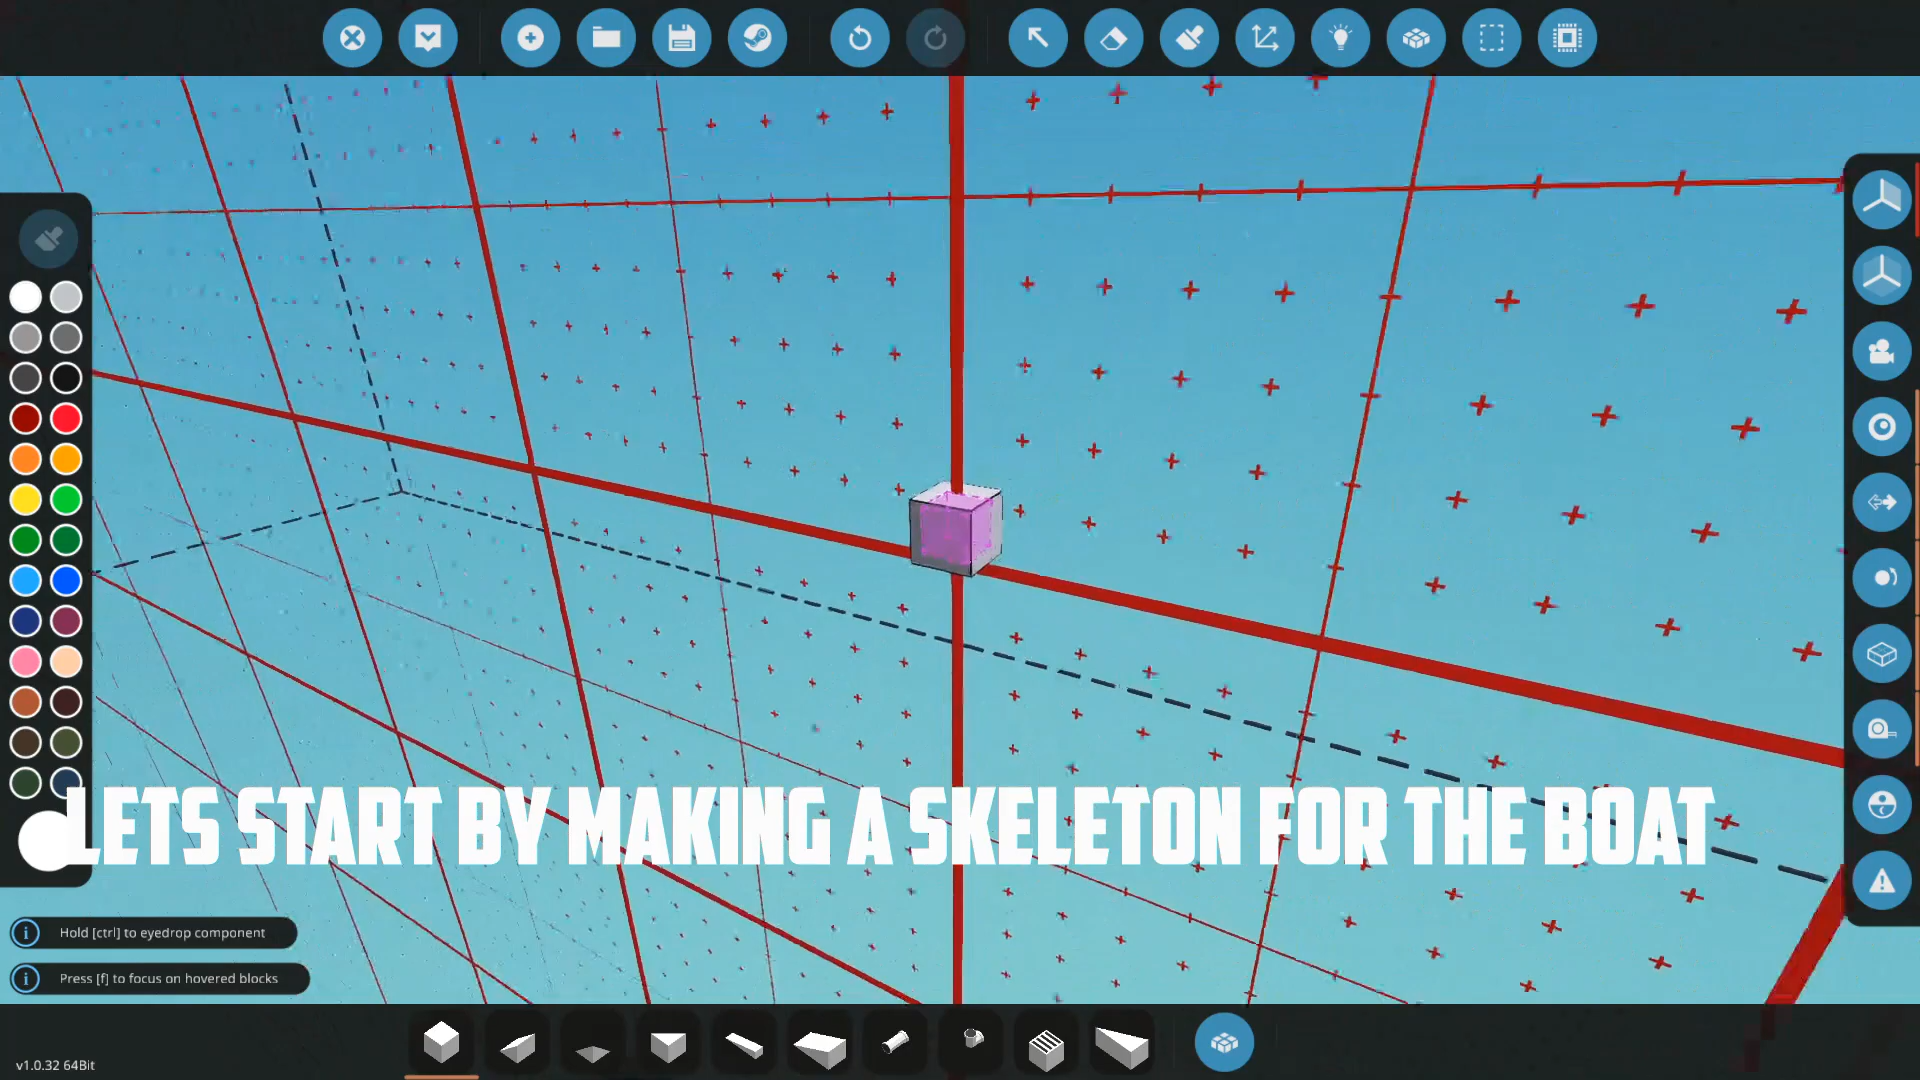 LETS START BY MAKING A SKELETON FOR THE BOAT
Hold [ctrl] to eyedrop component
Press [f] to focus on hovered blocks
v1.0.32 64Bit